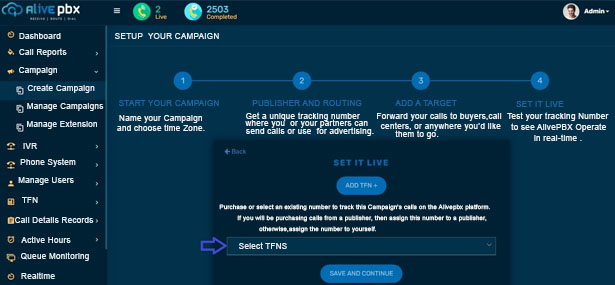 Alive pbx
RECEIVE | ROUTE | DIAL
2
Live
2503
Completed
Admin
Dashboard
Call Reports
Campaign
Create Campaign
Manage Campaigns
Manage Extension
IVR
Phone System
Manage Users
TFN
Call Details Records
Active Hours
Queue Monitoring
Realtime
SETUP YOUR CAMPAIGN
1
2
3
4
START YOUR CAMPAIGN
Name your Campaign
and choose time Zone.
PUBLISHER AND ROUTING
Get a unique tracking number
where you or your partners can
send calls or use for advertising.
ADD A TARGET
Forward your calls to buyers,call
centers, or anywhere you'd like
them to go.
SET IT LIVE
Test your tracking Number
to see AlivePBX Operate
in real-time .
Back
SET IT LIVE
ADD TFN +
Purchase or select an existing number to track this Campaign's calls on the Alivepbx platform.
If you will be purchasing calls from a publisher, then assign this number to a publisher,
otherwise,assign the number to yourself.
Select TFNS
SAVE AND CONTINUE